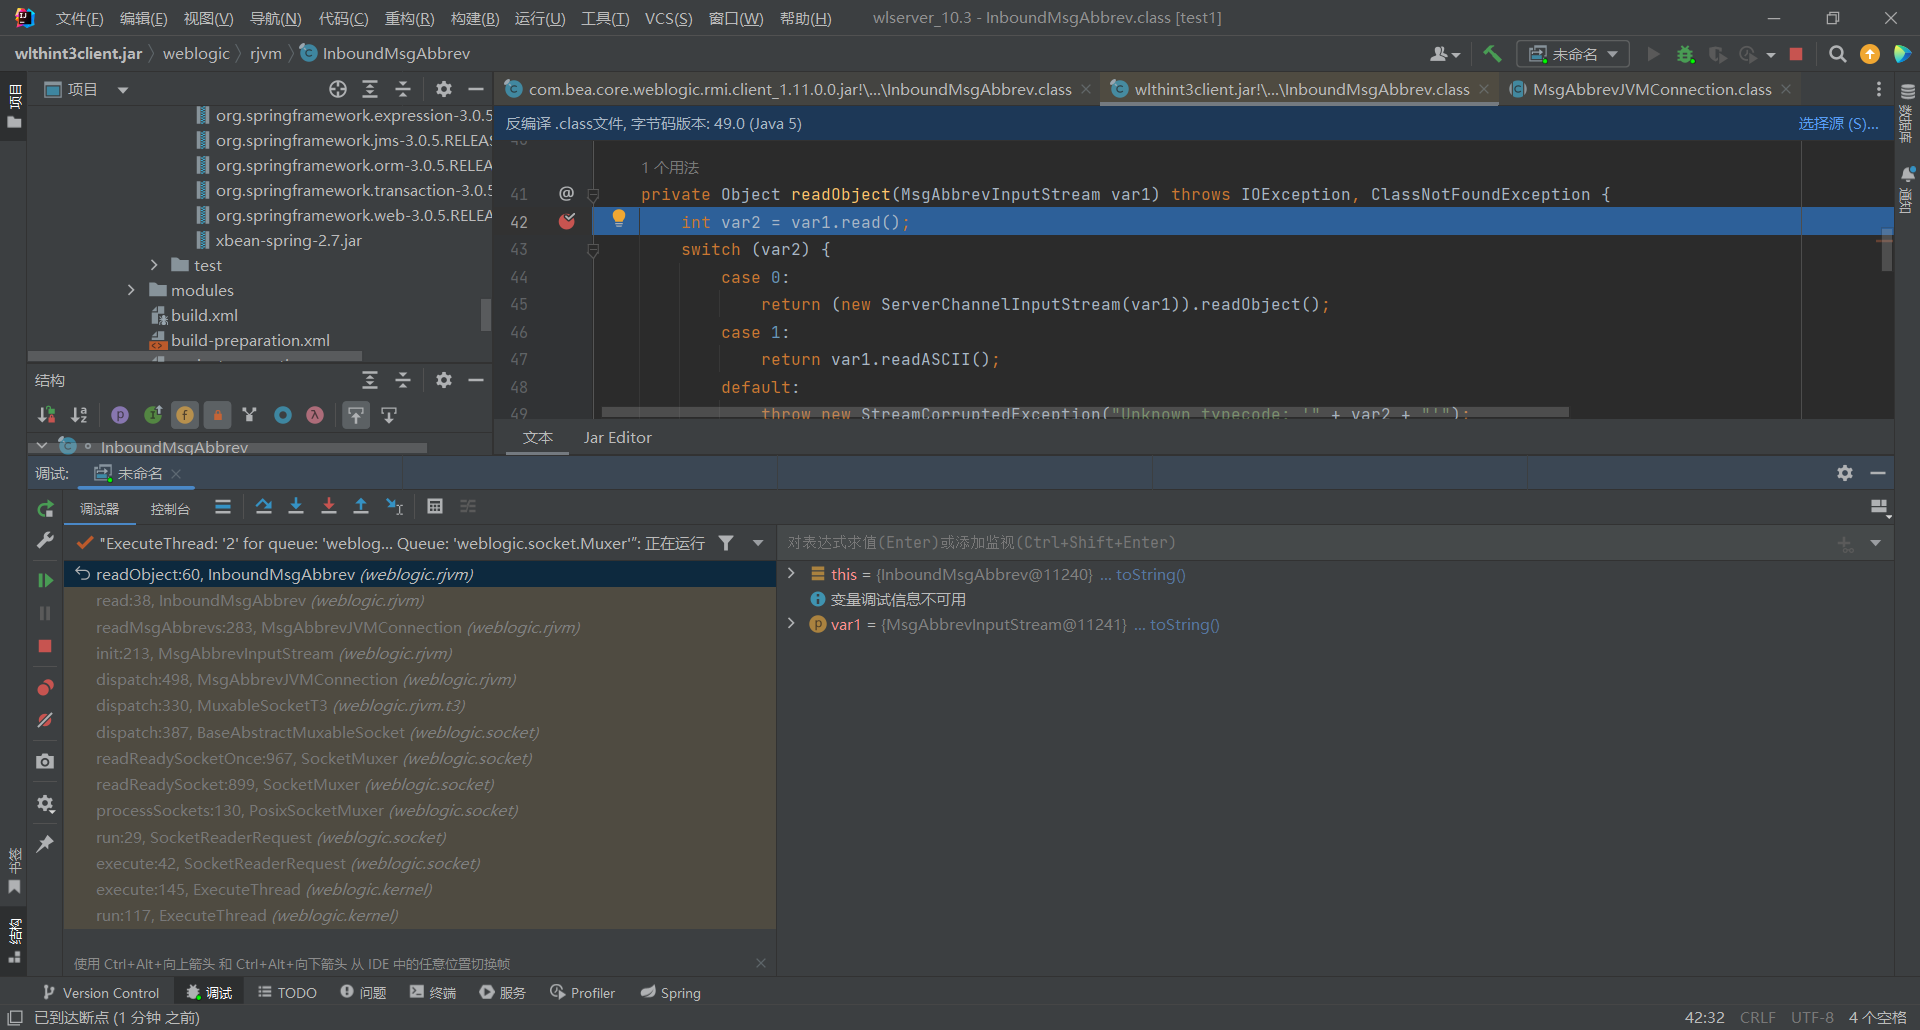 文件(F) 编辑(E) 视图(V) 导航(N) 代码(C) 重构(R) 构建(B) 运行(U) 工具(T) VCS(S) 窗口(W) 帮助(H) wlserver_10.3 - InboundMsgAbbrev.class [test1]
wlthint3client.jar weblogic rjvm InboundMsgAbbrev 未命名
项目
com.bea.core.weblogic.rmi.client_1.11.0.0.jar!\...\InboundMsgAbbrev.class wlthint3client.jar!\...\InboundMsgAbbrev.class MsgAbbrevJVMConnection.class
反编译 .class文件, 字节码版本: 49.0 (Java 5) 选择源 (S)...
项目
org.springframework.expression-3.0.5
org.springframework.jms-3.0.5.RELEAS
org.springframework.orm-3.0.5.RELEA
org.springframework.transaction-3.0.5
org.springframework.web-3.0.5.RELEA
xbean-spring-2.7.jar
test
modules
build.xml
build-preparation.xml
1 个用法
41 @ private Object readObject(MsgAbbrevInputStream var1) throws IOException, ClassNotFoundException {
42 int var2 = var1.read();
43 switch (var2) {
44 case 0:
45 return (new ServerChannelInputStream(var1)).readObject();
46 case 1:
47 return var1.readASCII();
48 default:
49 throw new StreamCorruptedException("Unknown typecode: '" + var2 + "'");
数据库
通知
结构
InboundMsgAbbrev
文本 Jar Editor
调试: 未命名
调试器 控制台
"ExecuteThread: '2' for queue: 'weblog... Queue: 'weblogic.socket.Muxer'": 正在运行
对表达式求值(Enter)或添加监视(Ctrl+Shift+Enter)
readObject:60, InboundMsgAbbrev (weblogic.rjvm)
read:38, InboundMsgAbbrev (weblogic.rjvm)
readMsgAbbrevs:283, MsgAbbrevJVMConnection (weblogic.rjvm)
init:213, MsgAbbrevInputStream (weblogic.rjvm)
dispatch:498, MsgAbbrevJVMConnection (weblogic.rjvm)
dispatch:330, MuxableSocketT3 (weblogic.rjvm.t3)
dispatch:387, BaseAbstractMuxableSocket (weblogic.socket)
readReadySocketOnce:967, SocketMuxer (weblogic.socket)
readReadySocket:899, SocketMuxer (weblogic.socket)
processSockets:130, PosixSocketMuxer (weblogic.socket)
run:29, SocketReaderRequest (weblogic.socket)
execute:42, SocketReaderRequest (weblogic.socket)
execute:145, ExecuteThread (weblogic.kernel)
run:117, ExecuteThread (weblogic.kernel)
this = {InboundMsgAbbrev@11240} ... toString()
变量调试信息不可用
var1 = {MsgAbbrevInputStream@11241} ... toString()
书签
结构
使用 Ctrl+Alt+向上箭头 和 Ctrl+Alt+向下箭头 从 IDE 中的任意位置切换帧
Version Control 调试 TODO 问题 终端 服务 Profiler Spring
已到达断点 (1 分钟 之前) 42:32 CRLF UTF-8 4 个空格